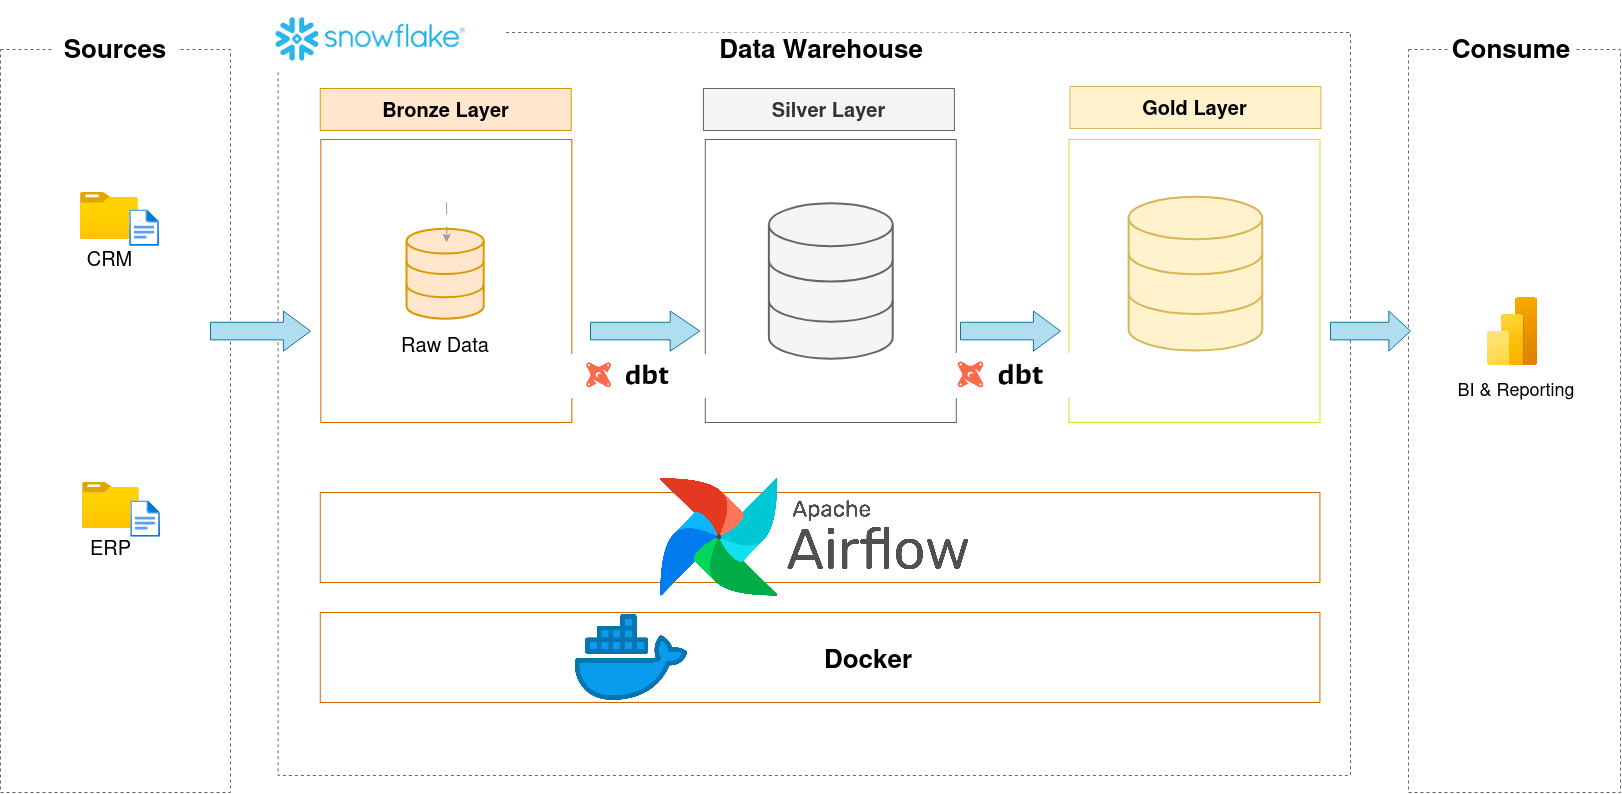 Sources
snowflake®
Data Warehouse
Consume
Bronze Layer
Silver Layer
Gold Layer
CRM
Raw Data
dbt
dbt
BI & Reporting
Apache
Airflow
ERP
Docker